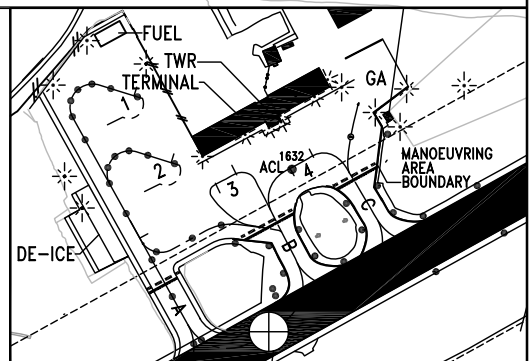 FUEL
TWR
TERMINAL
GA
1
2
3
4
ACL 1632
MANOEUVRING
AREA
BOUNDARY
DE-ICE
A
B
C